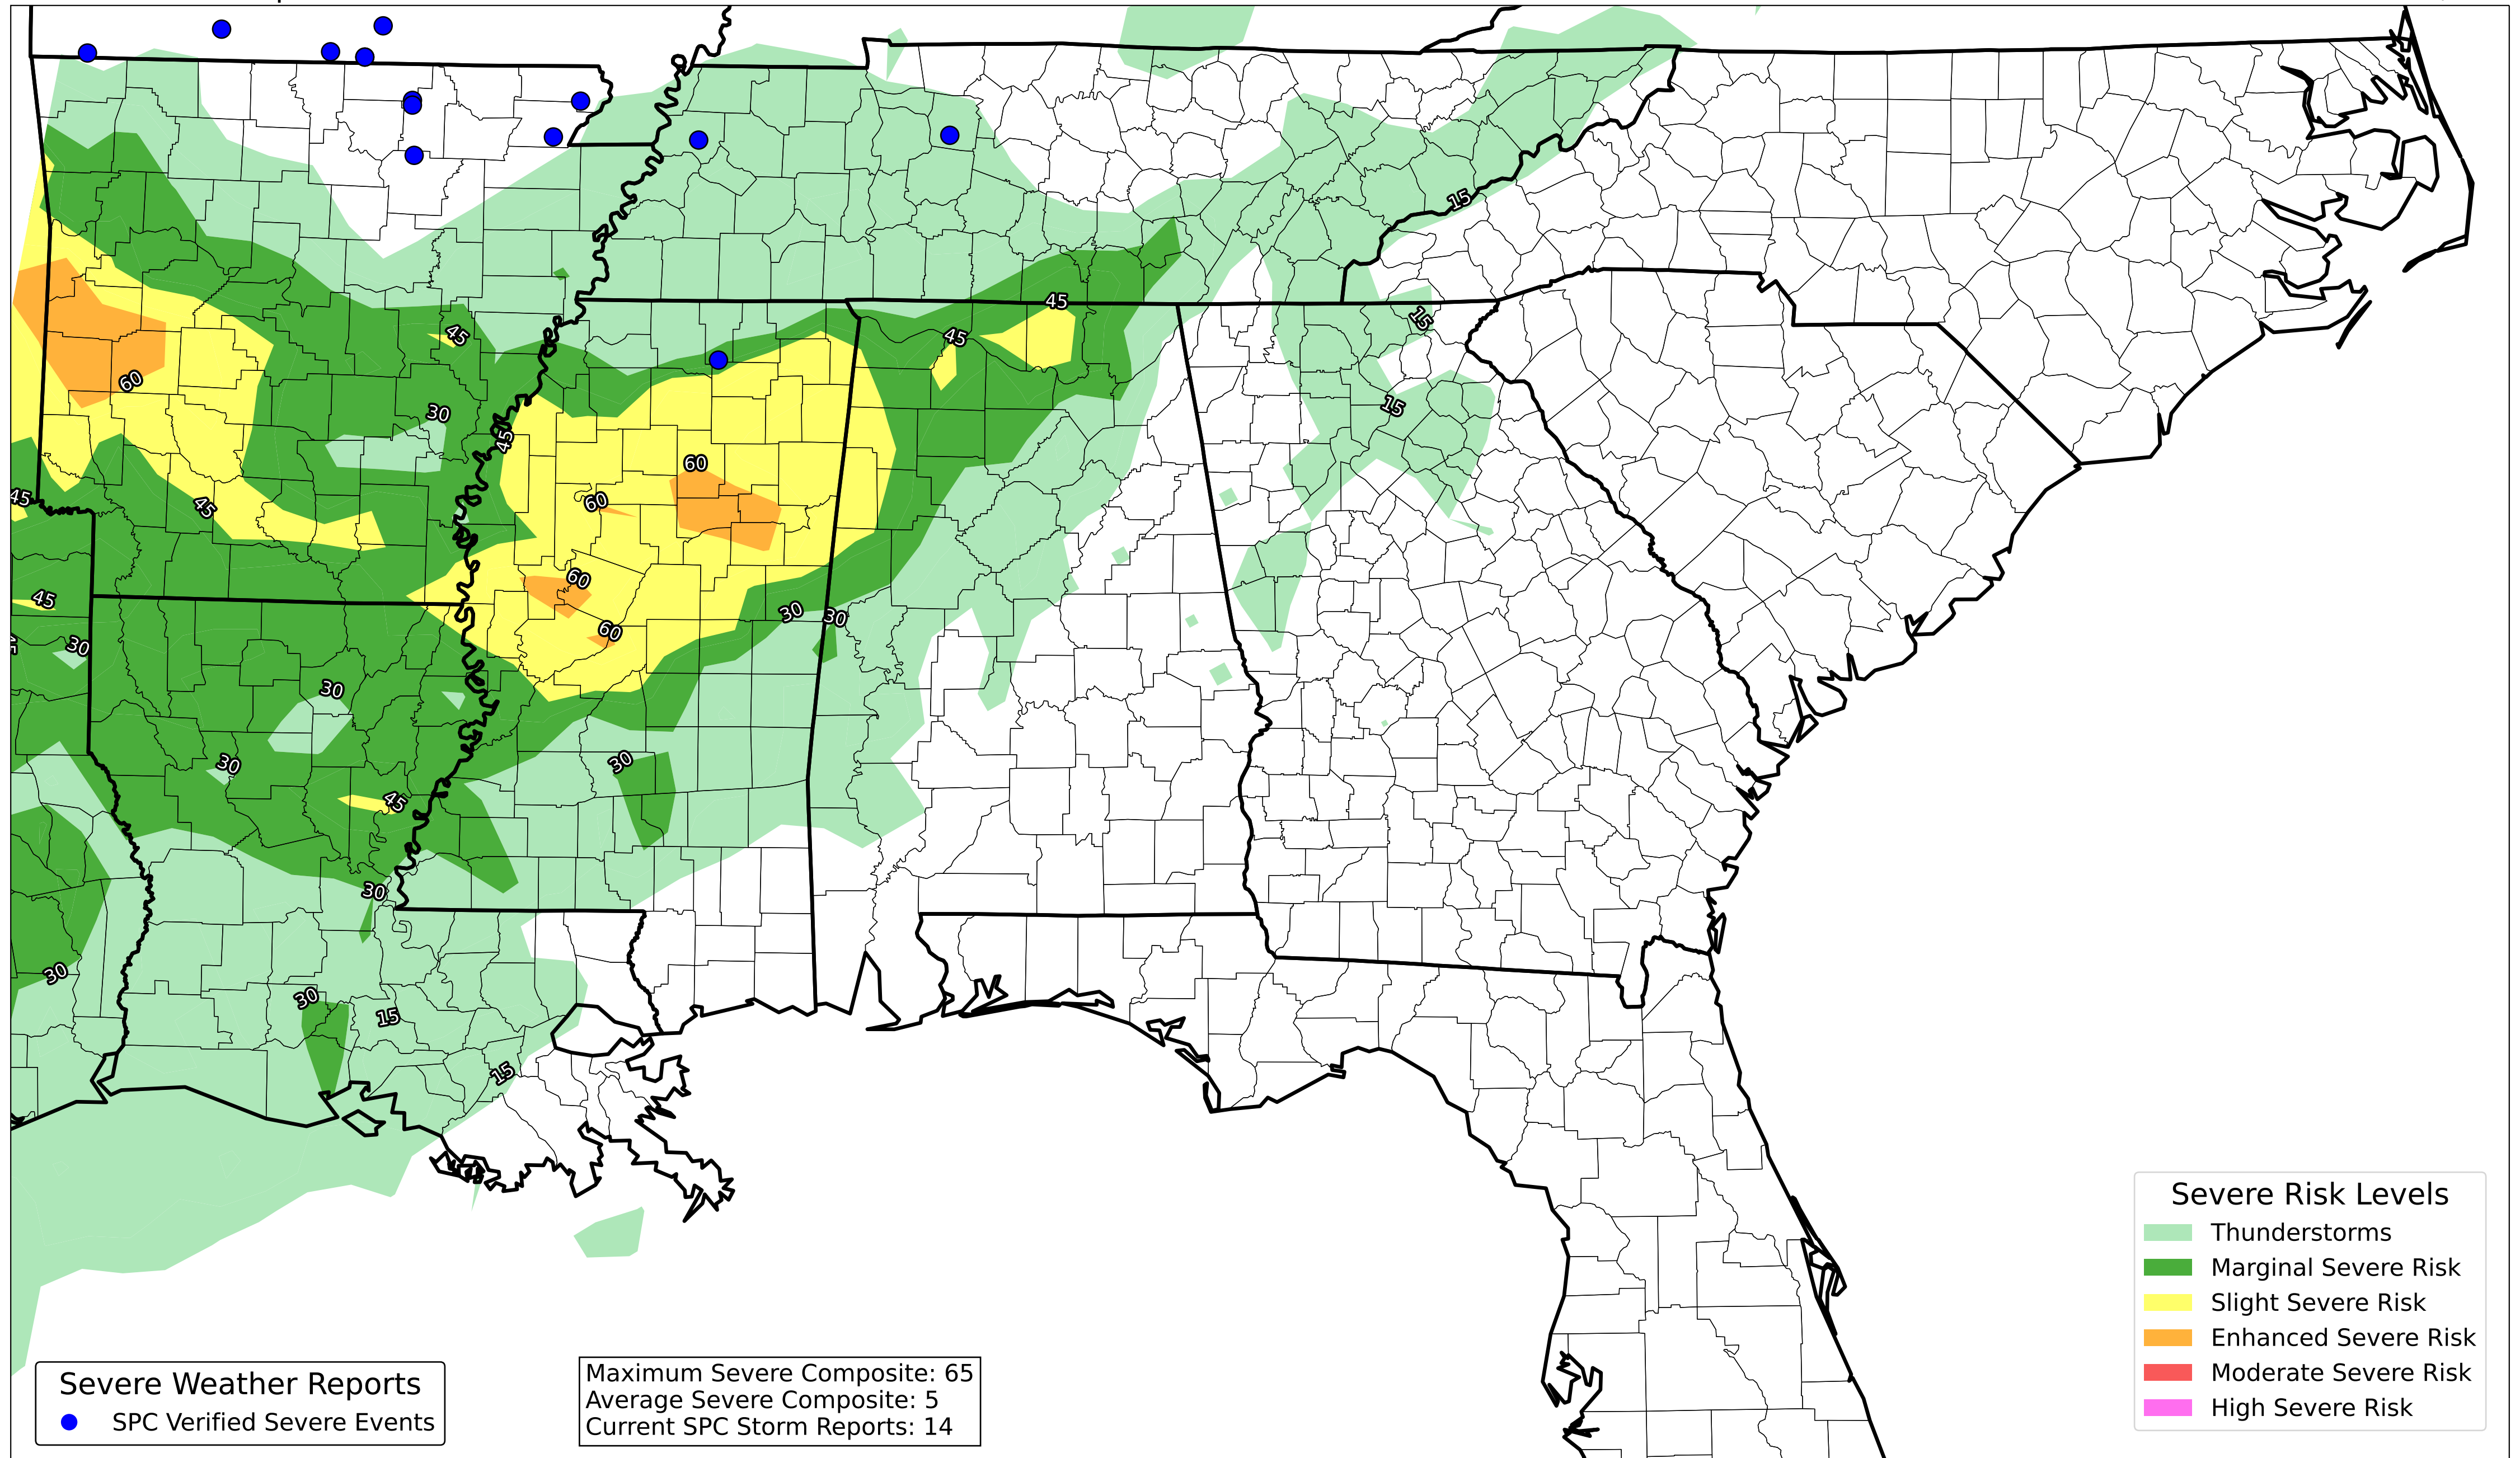 15
15
15
45
45
45
60
30
45
60
60
45
45
60
60
45
30
30
30
30
30
30
45
30
30
30
15
15
Severe Risk Levels
Thunderstorms
Marginal Severe Risk
Slight Severe Risk
Enhanced Severe Risk
Moderate Severe Risk
High Severe Risk
Severe Weather Reports
SPC Verified Severe Events
Maximum Severe Composite: 65
Average Severe Composite: 5
Current SPC Storm Reports: 14